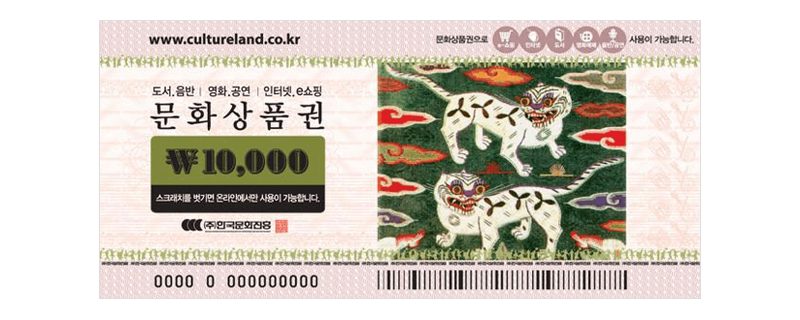 www.cultureland.co.kr
문화상품권으로 e-쇼핑 인터넷 도서 영화예매 음반/공연 사용이 가능합니다.
도서.음반 | 영화.공연 | 인터넷.e쇼핑
문화상품권
₩10,000
스크래치를 벗기면 온라인에서만 사용이 가능합니다.
(주)한국문화진흥
0000 0 000000000